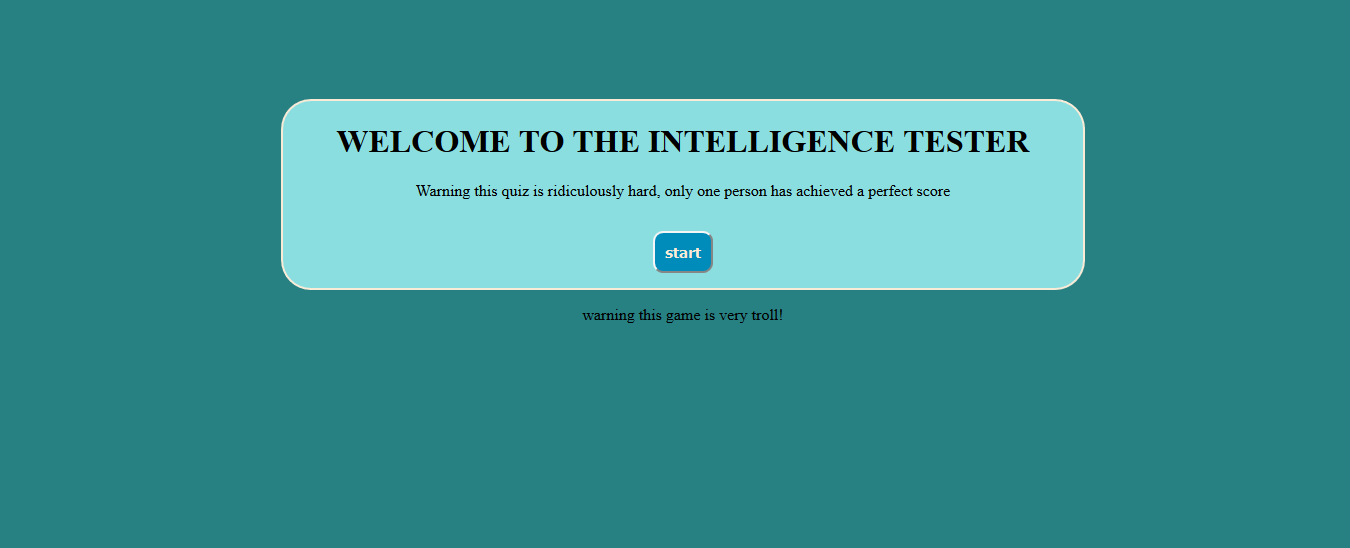 WELCOME TO THE INTELLIGENCE TESTER
Warning this quiz is ridiculously hard, only one person has achieved a perfect score
start
warning this game is very troll!